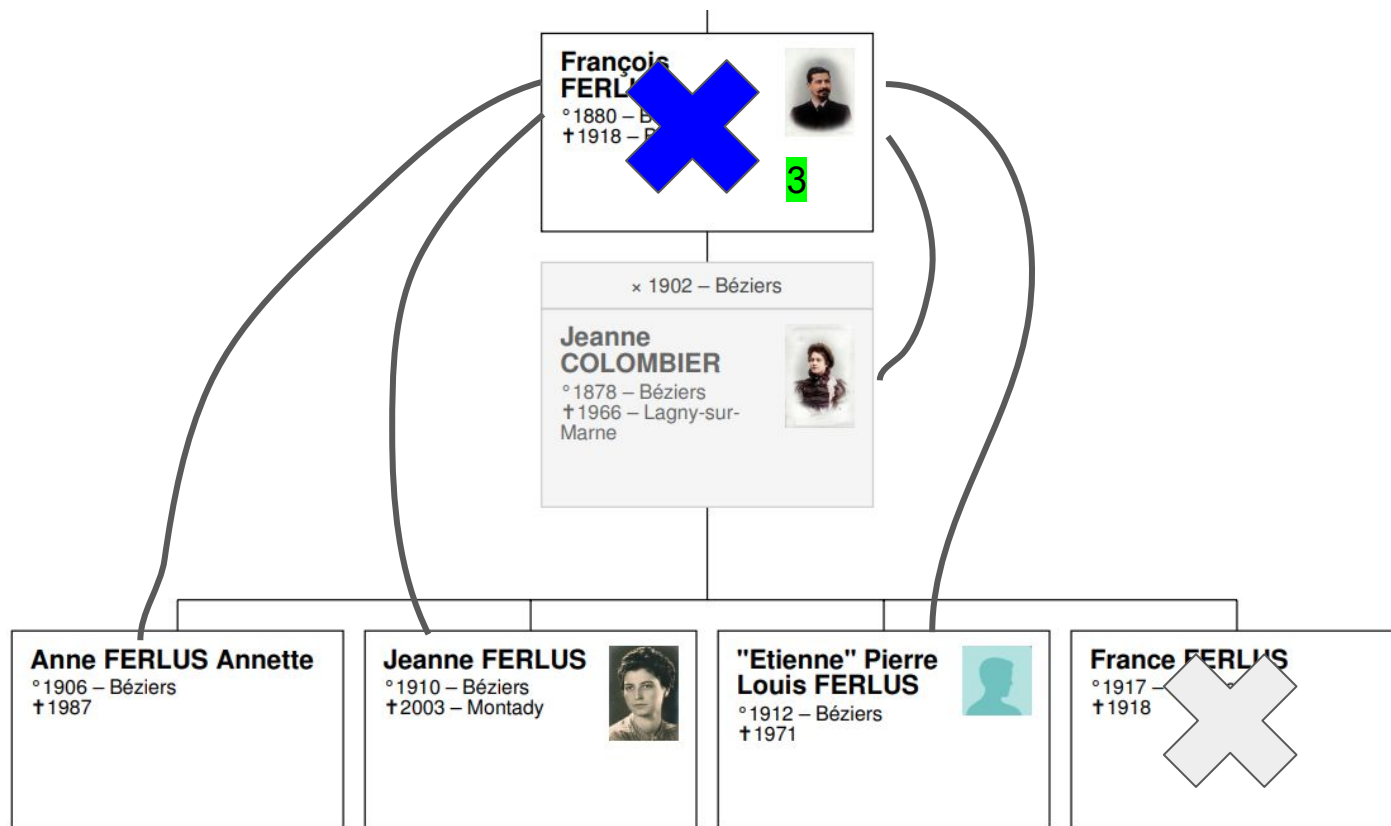 François
°1880 –
✝1918 –
3
× 1902 – Béziers
Jeanne
COLOMBIER
°1878 – Béziers
✝1966 – Lagny-sur-
Marne
Anne FERLUS Annette
°1906 – Béziers
✝1987
Jeanne FERLUS
°1910 – Béziers
✝2003 – Montady
"Etienne" Pierre
Louis FERLUS
°1912 – Béziers
✝1971
France FERLUS
°1917 –
✝1918